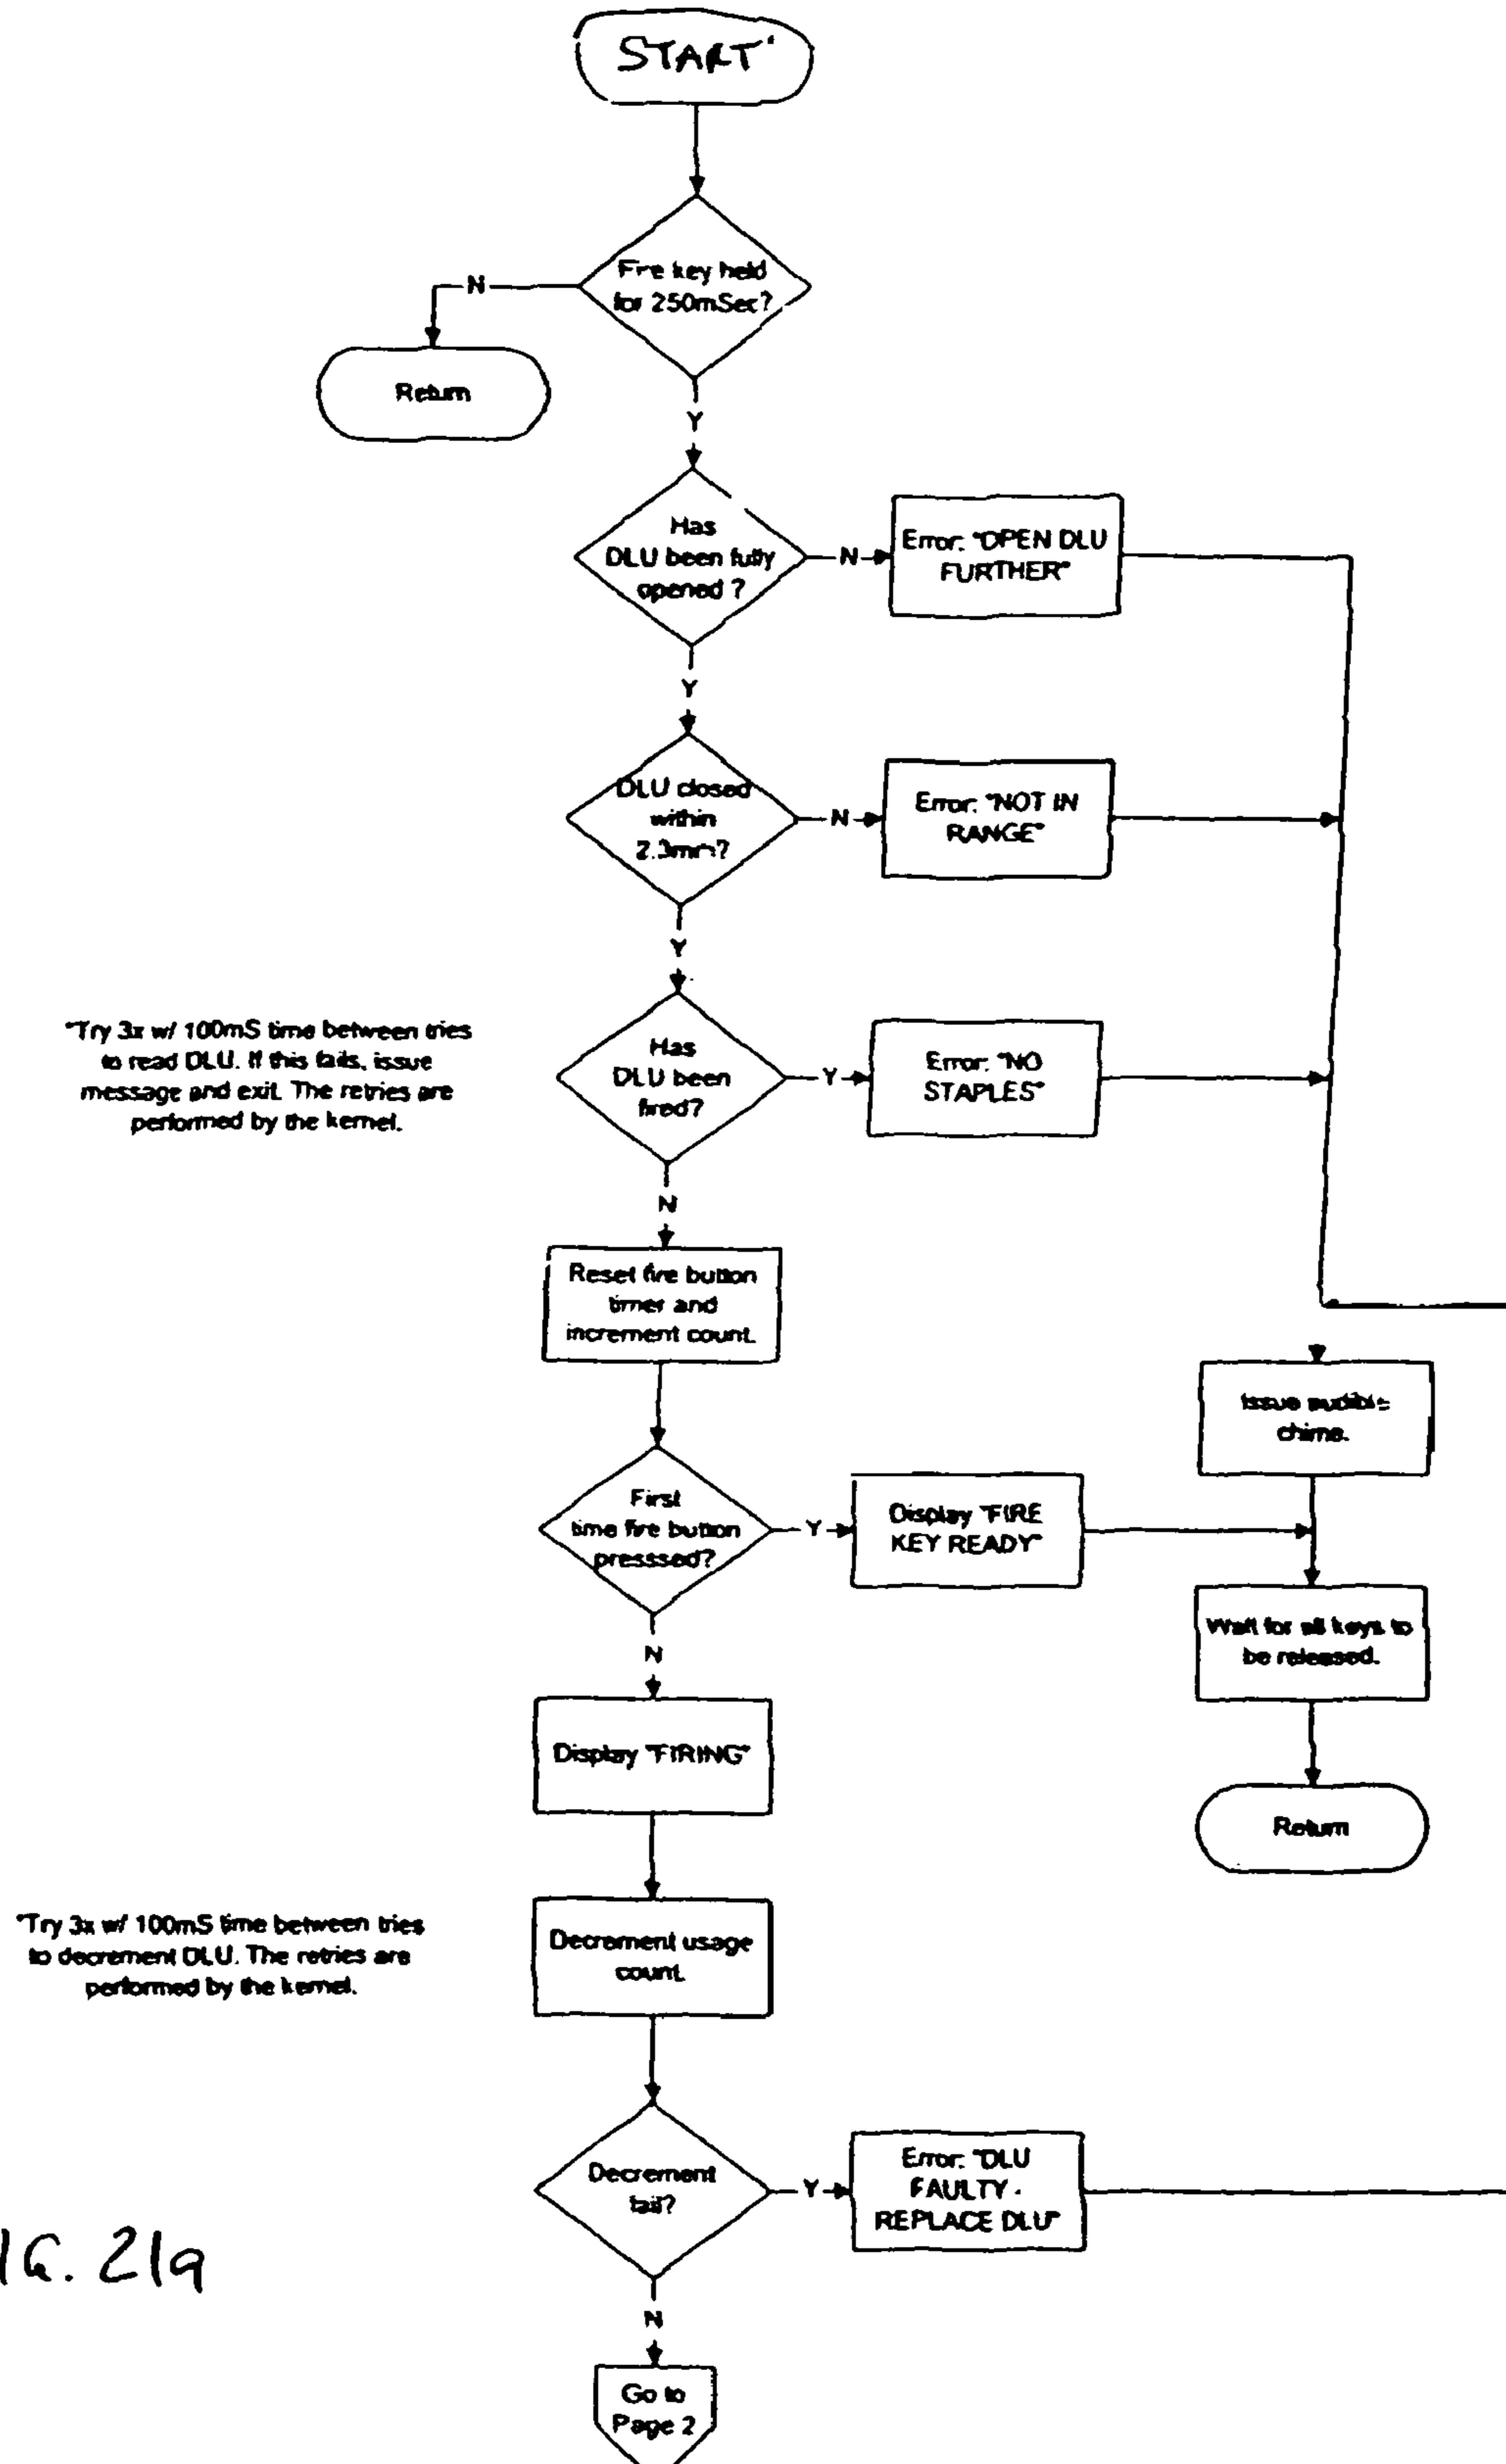 START
Fire key held
for 250mSec?
N
Return
Y
Has
DLU been fully
opened ?
N
Error: "OPEN DLU
FURTHER"
Y
DLU closed
within
2.3mm?
N
Error: "NOT IN
RANGE"
Y
*Try 3x w/ 100mS time between tries
to read DLU. If this fails, issue
message and exit. The retries are
performed by the kernel.
Has
DLU been
fired?
Y
Error: "NO
STAPLES"
N
Reset fire button
timer and
increment count.
Issue audible
chime.
First
time fire button
presssed?
Y
Display "FIRE
KEY READY"
Wait for all keys to
be released.
N
Display "FIRING"
Return
*Try 3x w/ 100mS time between tries
to decrement DLU. The retries are
performed by the kernel.
Decrement usage
count.
Decrement
fail?
Y
Error: "DLU
FAULTY -
REPLACE DLU"
IG. 21a
N
Go to
Page 2